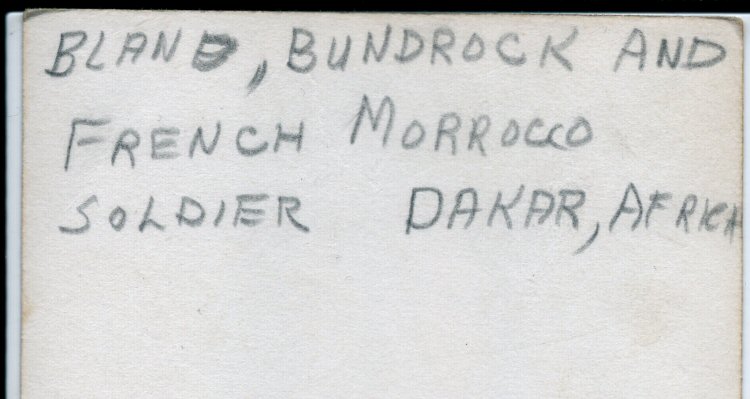 BLAND, BUNDROCK AND
FRENCH MORROCCO
SOLDIER DAKAR, AFRICA